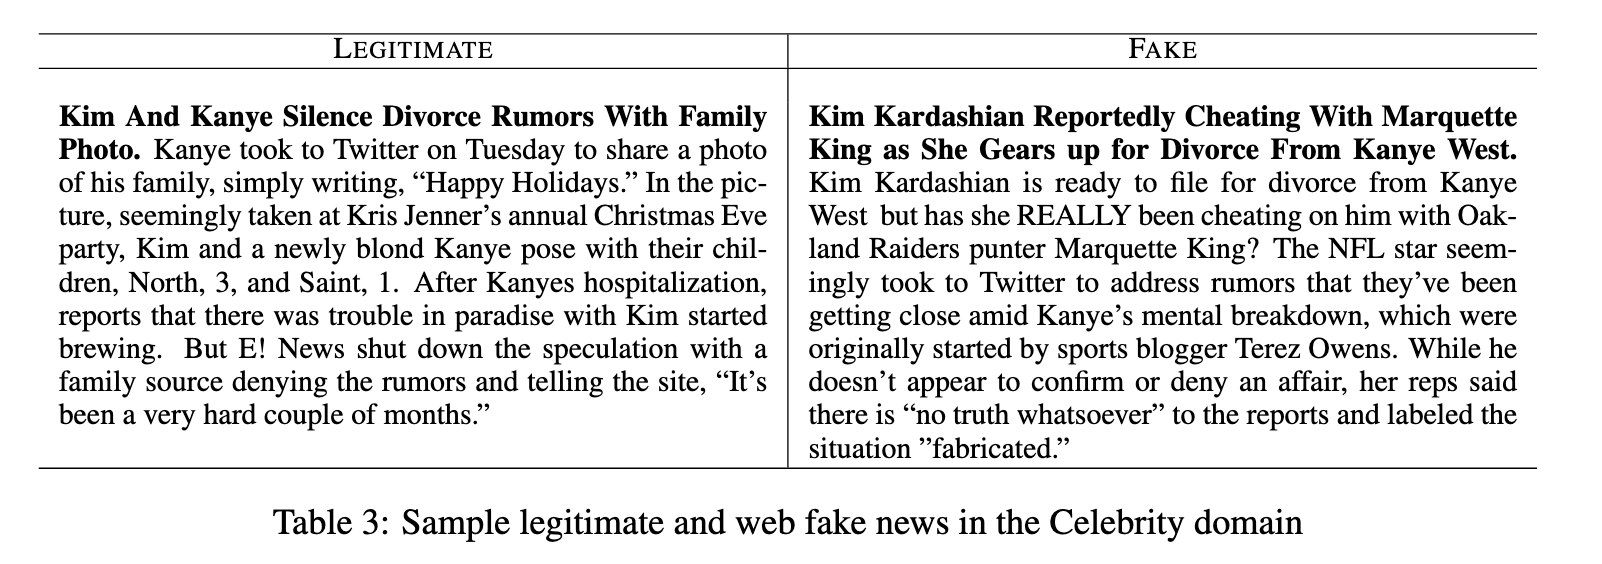 LEGITIMATE
FAKE
Kim And Kanye Silence Divorce Rumors With Family
Photo. Kanye took to Twitter on Tuesday to share a photo
of his family, simply writing, “Happy Holidays.” In the pic-
ture, seemingly taken at Kris Jenner’s annual Christmas Eve
party, Kim and a newly blond Kanye pose with their chil-
dren, North, 3, and Saint, 1. After Kanyes hospitalization,
reports that there was trouble in paradise with Kim started
brewing. But E! News shut down the speculation with a
family source denying the rumors and telling the site, “It’s
been a very hard couple of months.”
Kim Kardashian Reportedly Cheating With Marquette
King as She Gears up for Divorce From Kanye West.
Kim Kardashian is ready to file for divorce from Kanye
West but has she REALLY been cheating on him with Oak-
land Raiders punter Marquette King? The NFL star seem-
ingly took to Twitter to address rumors that they’ve been
getting close amid Kanye’s mental breakdown, which were
originally started by sports blogger Terez Owens. While he
doesn’t appear to confirm or deny an affair, her reps said
there is “no truth whatsoever” to the reports and labeled the
situation ”fabricated.”
Table 3: Sample legitimate and web fake news in the Celebrity domain